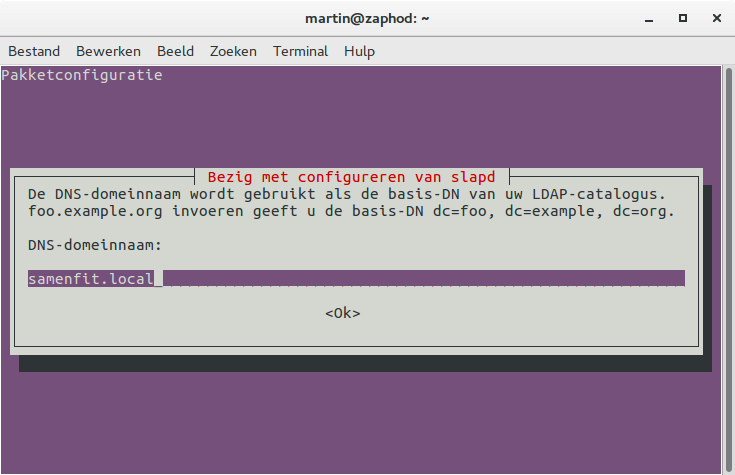 martin@zaphod: ~
Bestand Bewerken Beeld Zoeken Terminal Hulp
Pakketconfiguratie
Bezig met configureren van slapd
De DNS-domeinnaam wordt gebruikt als de basis-DN van uw LDAP-catalogus.
foo.example.org invoeren geeft u de basis-DN dc=foo, dc=example, dc=org.
DNS-domeinnaam:
samenfit.local
<Ok>